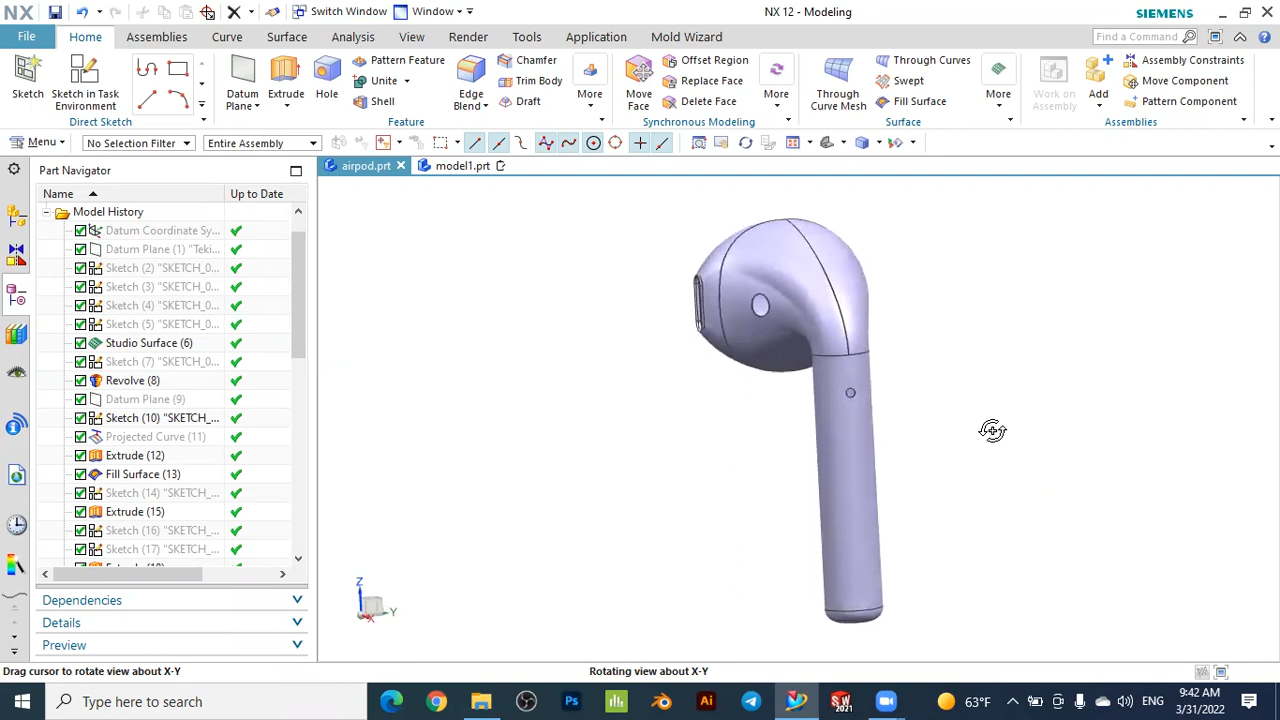 NX Switch Window Window NX 12 - Modeling SIEMENS
File Home Assemblies Curve Surface Analysis View Render Tools Application Mold Wizard Find a Command
Sketch Sketch in Task Environment Direct Sketch
Datum Plane Extrude Hole Pattern Feature Unite Shell Edge Blend Chamfer Trim Body Draft More Feature
Move Face Offset Region Replace Face Delete Face More Synchronous Modeling
Through Curve Mesh Through Curves Swept Fill Surface More Surface
Work on Assembly Add Assembly Constraints Move Component Pattern Component Assemblies
Menu No Selection Filter Entire Assembly
Part Navigator airpod.prt model1.prt
Name Up to Date
Model History
Datum Coordinate Sy...
Datum Plane (1) "Teki...
Sketch (2) "SKETCH_0...
Sketch (3) "SKETCH_0...
Sketch (4) "SKETCH_0...
Sketch (5) "SKETCH_0...
Studio Surface (6)
Sketch (7) "SKETCH_0...
Revolve (8)
Datum Plane (9)
Sketch (10) "SKETCH_...
Projected Curve (11)
Extrude (12)
Fill Surface (13)
Sketch (14) "SKETCH_...
Extrude (15)
Sketch (16) "SKETCH_...
Sketch (17) "SKETCH_...
Dependencies
Details
Preview
Z
Y
X
Drag cursor to rotate view about X-Y Rotating view about X-Y
Type here to search Ps Ai SW 2021 63°F ENG 9:42 AM
3/31/2022